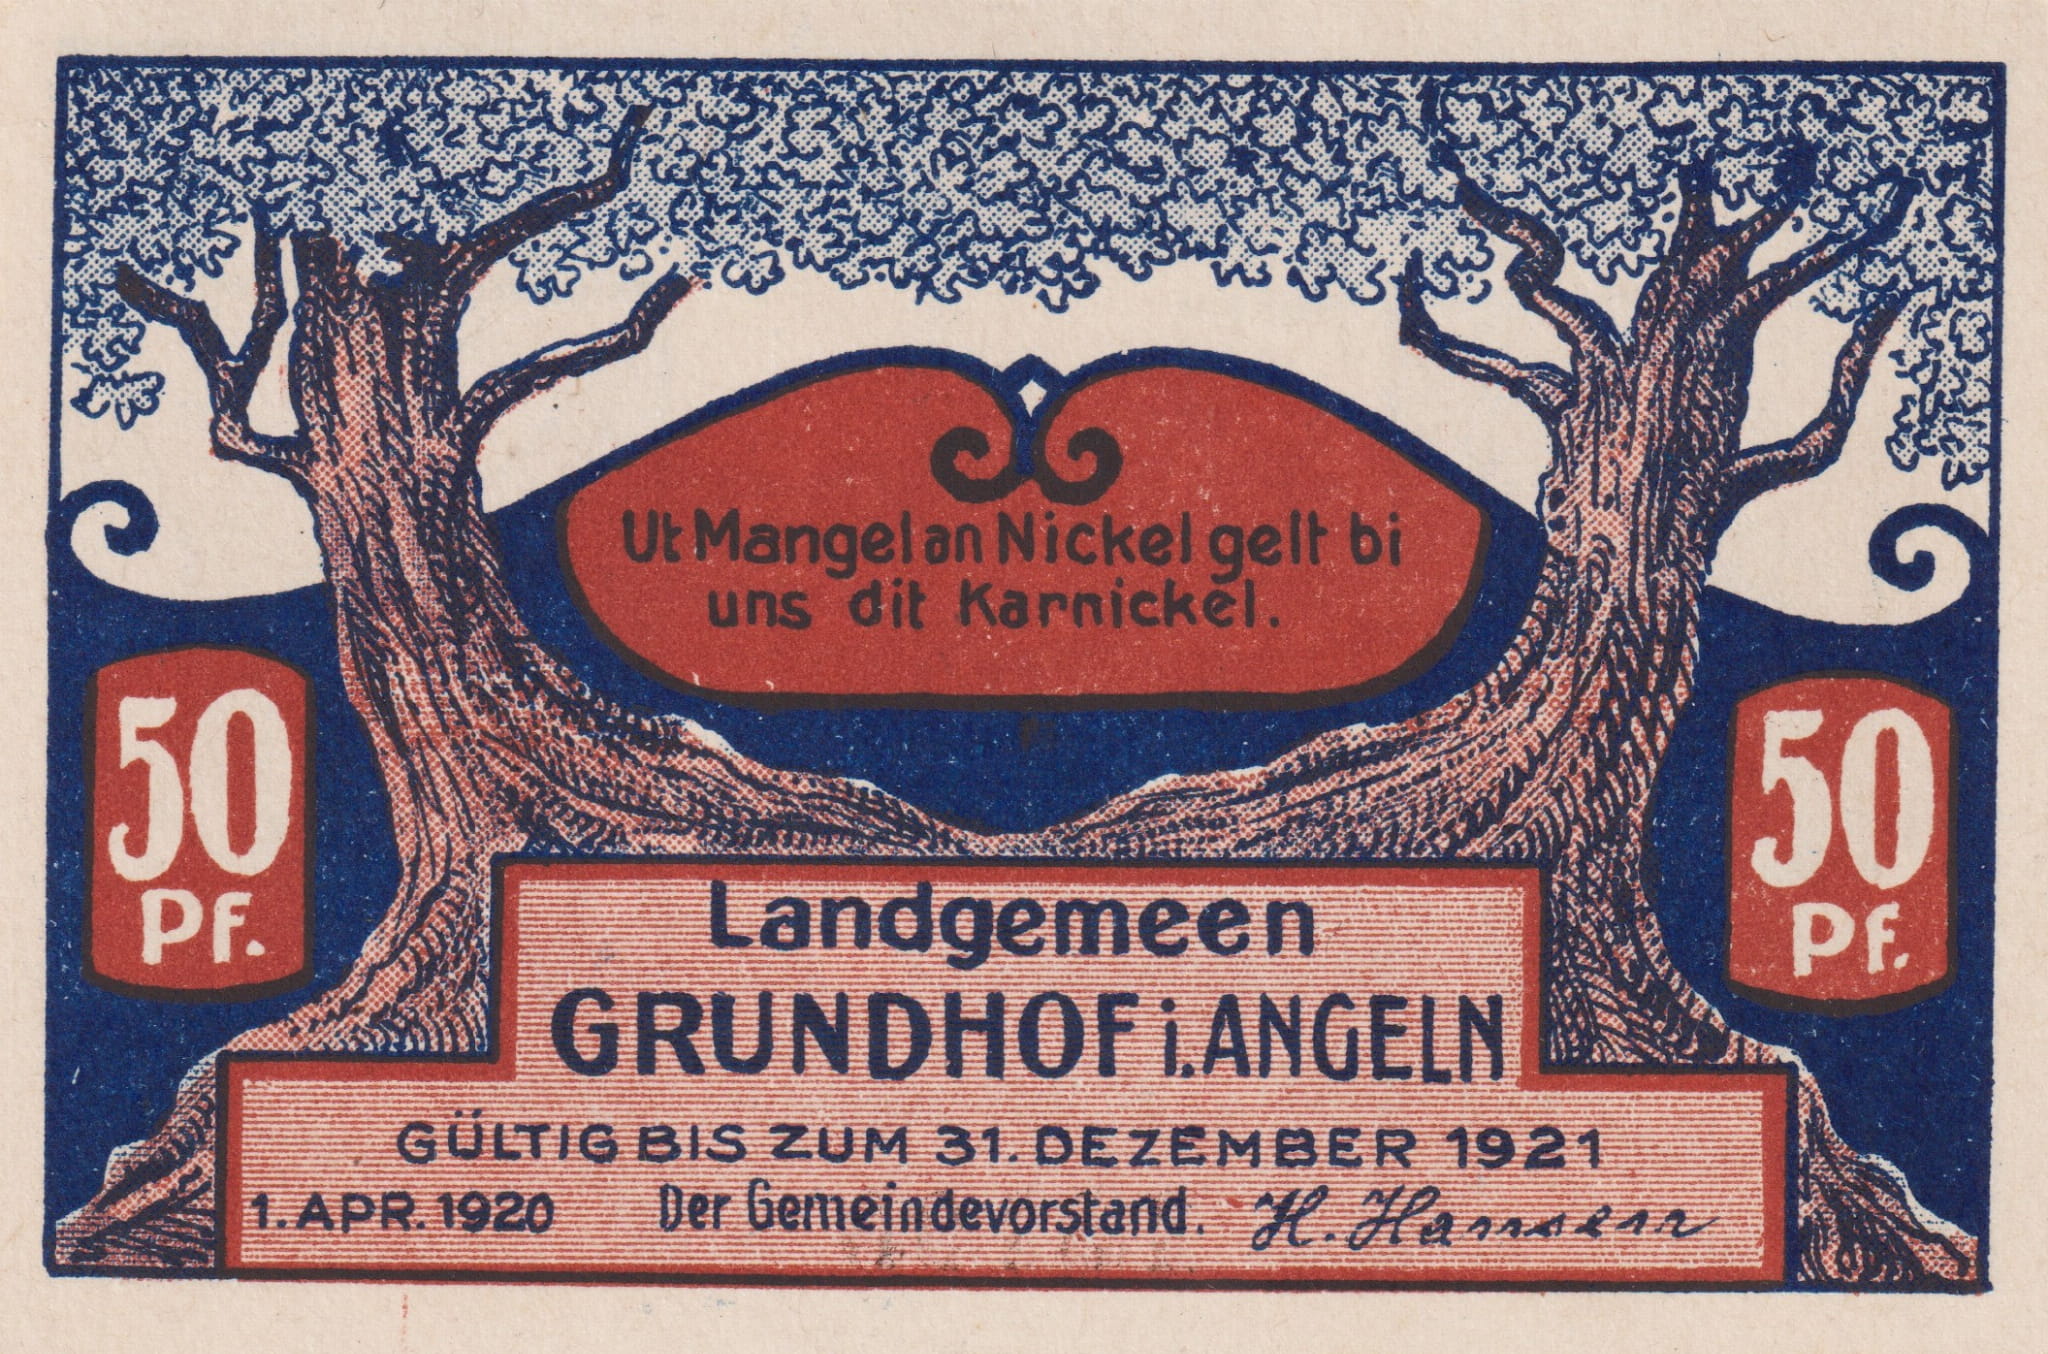 Ut Mangel an Nickel gelt bi
uns dit Karnickel.
50
Pf.
50
Pf.
Landgemeen
GRUNDHOF i. ANGELN
GÜLTIG BIS ZUM 31. DEZEMBER 1921
1. APR. 1920 Der Gemeindevorstand. H. Hansen